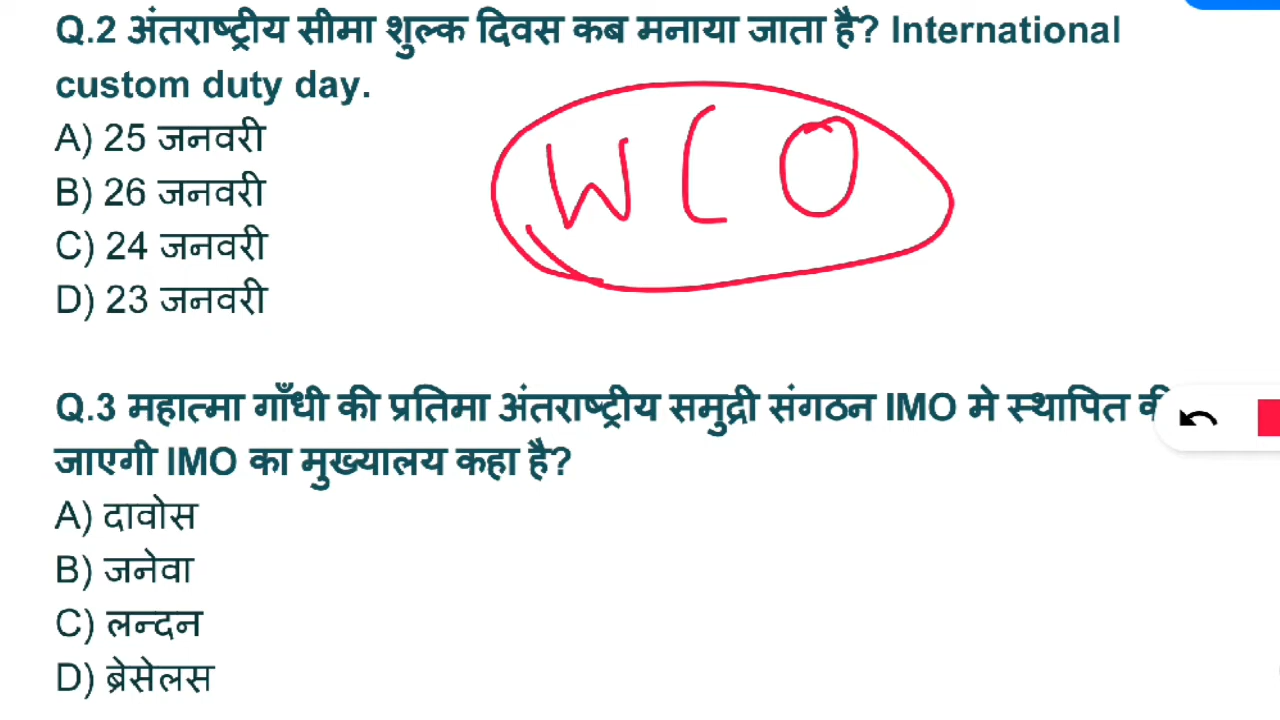 Q.2 अंतराष्ट्रीय सीमा शुल्क दिवस कब मनाया जाता है? International
custom duty day.
WCO
A) 25 जनवरी
B) 26 जनवरी
C) 24 जनवरी
D) 23 जनवरी
Q.3 महात्मा गाँधी की प्रतिमा अंतराष्ट्रीय समुद्री संगठन IMO मे स्थापित की
जाएगी IMO का मुख्यालय कहा है?
A) दावोस
B) जनेवा
C) लन्दन
D) ब्रेसेलस